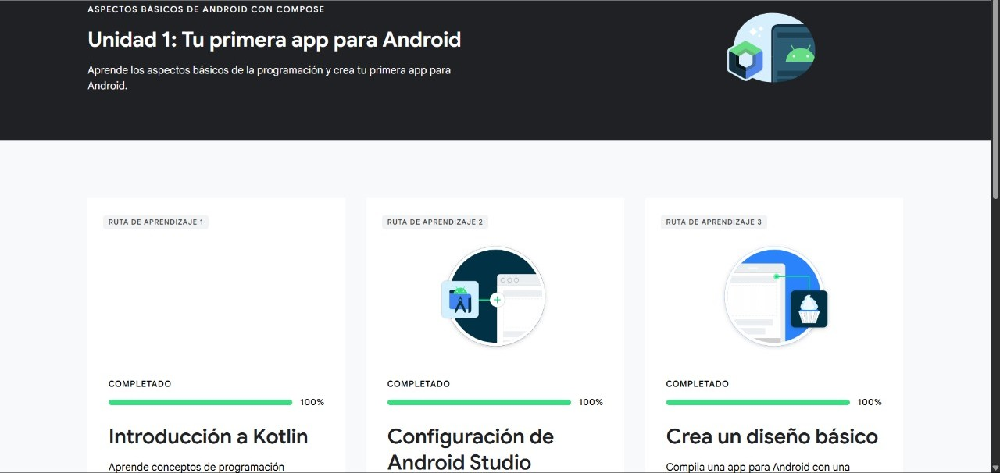 ASPECTOS BÁSICOS DE ANDROID CON COMPOSE
Unidad 1: Tu primera app para Android
Aprende los aspectos básicos de la programación y crea tu primera app para
Android.
RUTA DE APRENDIZAJE 1
COMPLETADO
100%
Introducción a Kotlin
Aprende conceptos de programación
RUTA DE APRENDIZAJE 2
COMPLETADO
100%
Configuración de
Android Studio
RUTA DE APRENDIZAJE 3
COMPLETADO
100%
Crea un diseño básico
Compila una app para Android con una